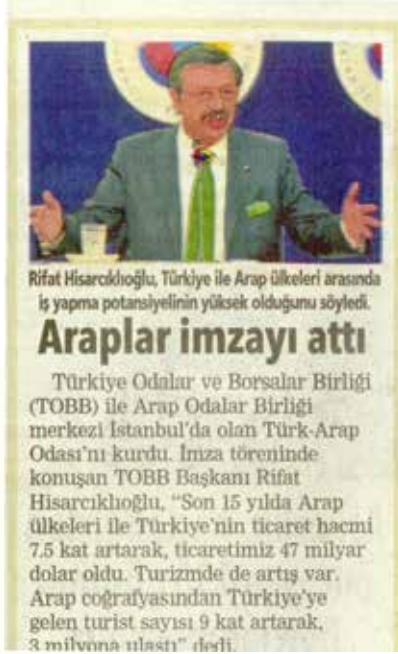 Rifat Hisarcıklıoğlu, Türkiye ile Arap ülkeleri arasında
iş yapma potansiyelinin yüksek olduğunu söyledi.
Araplar imzayı attı
Türkiye Odalar ve Borsalar Birliği
(TOBB) ile Arap Odalar Birliği
merkezi İstanbul'da olan Türk-Arap
Odası'nı kurdu. İmza töreninde
konuşan TOBB Başkanı Rifat
Hisarcıklıoğlu, "Son 15 yılda Arap
ülkeleri ile Türkiye'nin ticaret hacmi
7.5 kat artarak, ticaretimiz 47 milyar
dolar oldu. Turizmde de artış var.
Arap coğrafyasından Türkiye'ye
gelen turist sayısı 9 kat artarak,
3 milyona ulaştı" dedi.